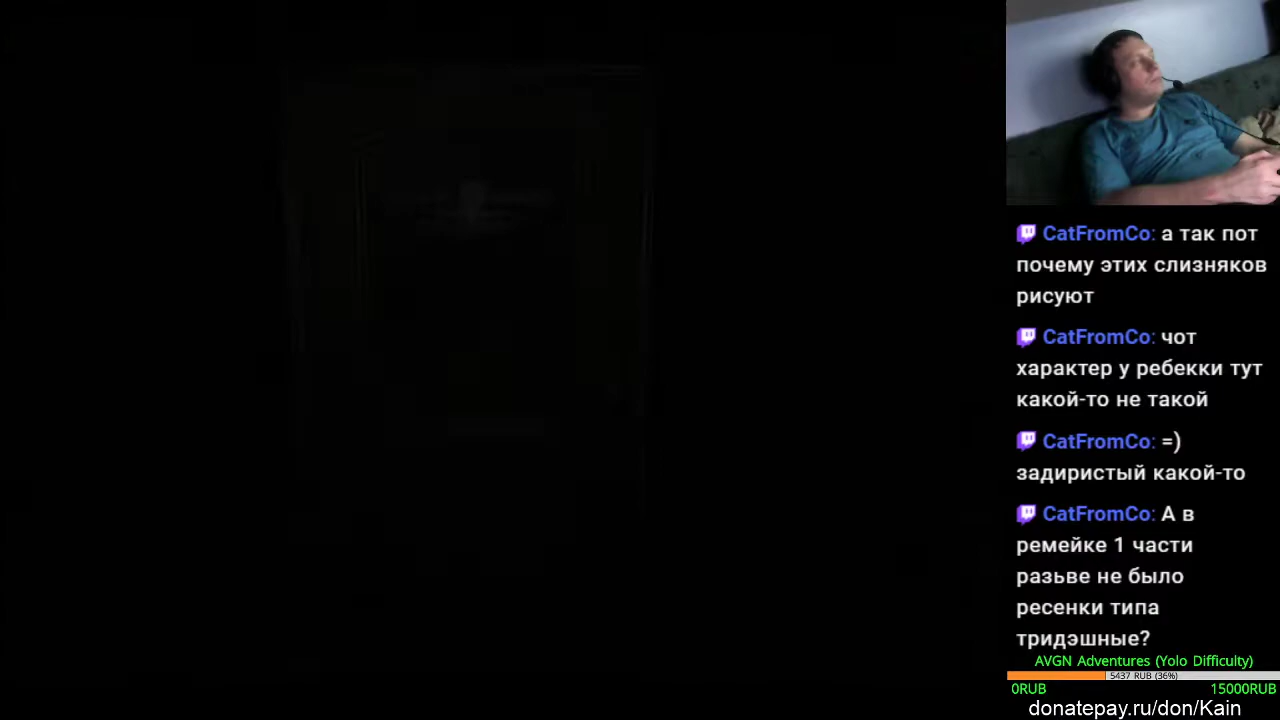 CatFromCo: а так пот
почему этих слизняков
рисуют
CatFromCo: чот
характер у ребекки тут
какой-то не такой
CatFromCo: =)
задиристый какой-то
CatFromCo: А в
ремейке 1 части
разьве не было
ресенки типа
тридэшные?
AVGN Adventures (Yolo Difficulty)
5437 RUB (36%)
0RUB 15000RUB
donatepay.ru/don/Kain